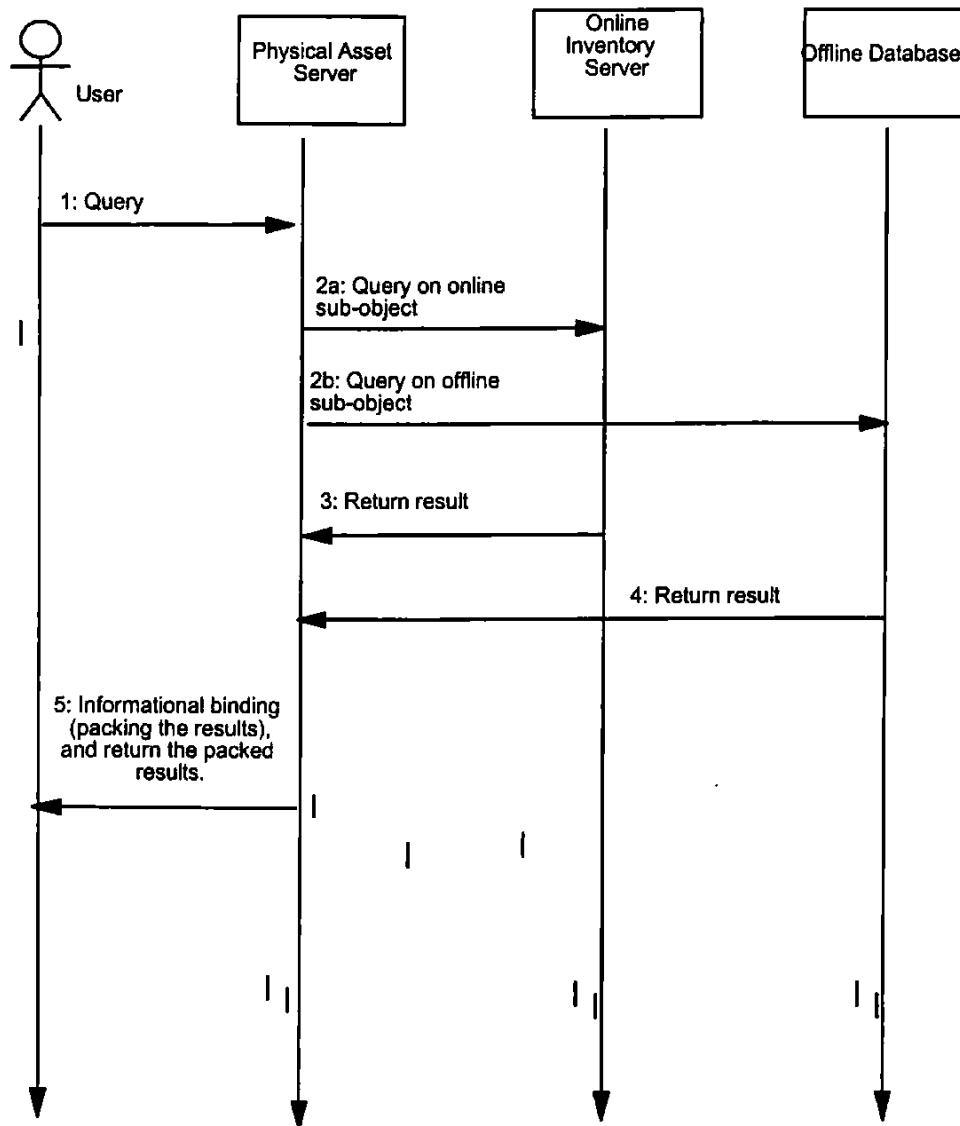 User
Physical Asset
Server
Online
Inventory
Server
Offline Database
1: Query
2a: Query on online
sub-object
2b: Query on offline
sub-object
3: Return result
4: Return result
5: Informational binding
(packing the results),
and return the packed
results.